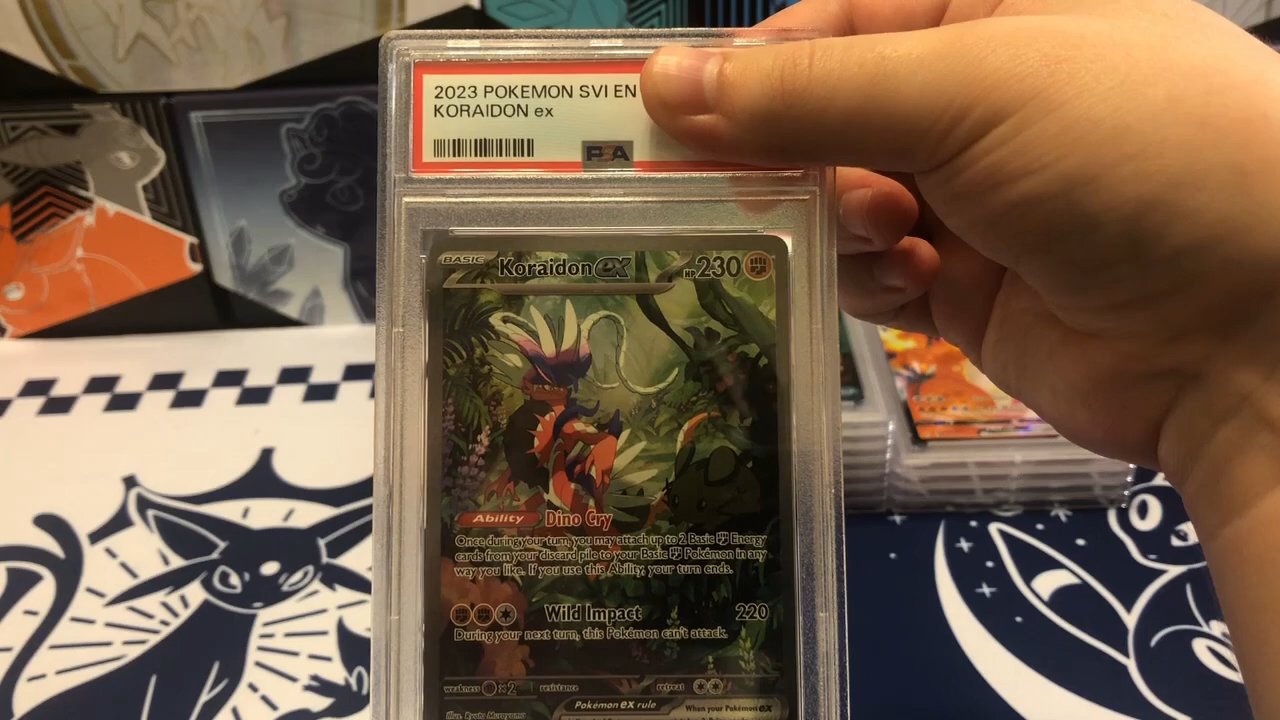 2023 POKEMON SVI EN
KORAIDON ex
PSA
BASIC Koraidon ex HP 230
Ability Dino Cry
Once during your turn, you may attach up to 2 Basic Energy
cards from your discard pile to your Basic Pokémon in any
way you like. If you use this Ability, your turn ends.
Wild Impact 220
During your next turn, this Pokémon can't attack.
weakness ×2 resistance retreat
Pokémon ex rule When your Pokémon ex
Illus. Ryota Murayama